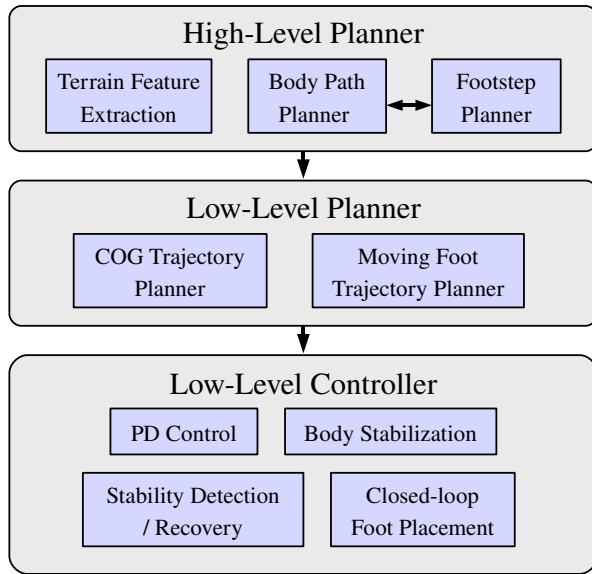 High-Level Planner
Terrain Feature
Extraction
Body Path
Planner
Footstep
Planner
Low-Level Planner
COG Trajectory
Planner
Moving Foot
Trajectory Planner
Low-Level Controller
PD Control
Body Stabilization
Stability Detection
/ Recovery
Closed-loop
Foot Placement